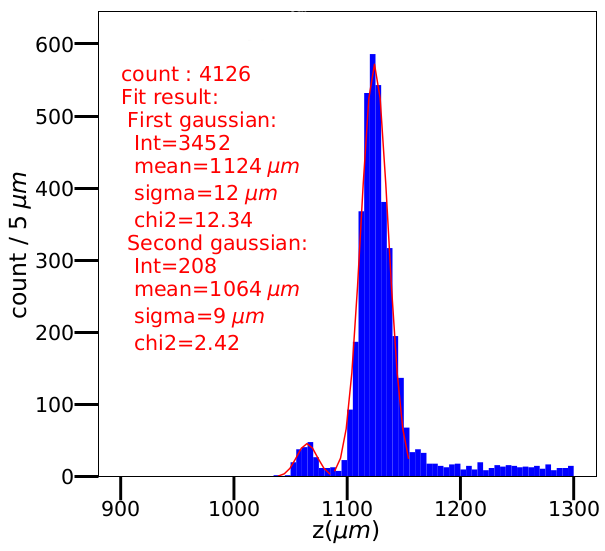 600
500
400
300
200
100
0
count / 5 μm
count : 4126
Fit result:
First gaussian:
Int=3452
mean=1124 μm
sigma=12 μm
chi2=12.34
Second gaussian:
Int=208
mean=1064 μm
sigma=9 μm
chi2=2.42
900 1000 1100 1200 1300
z(μm)